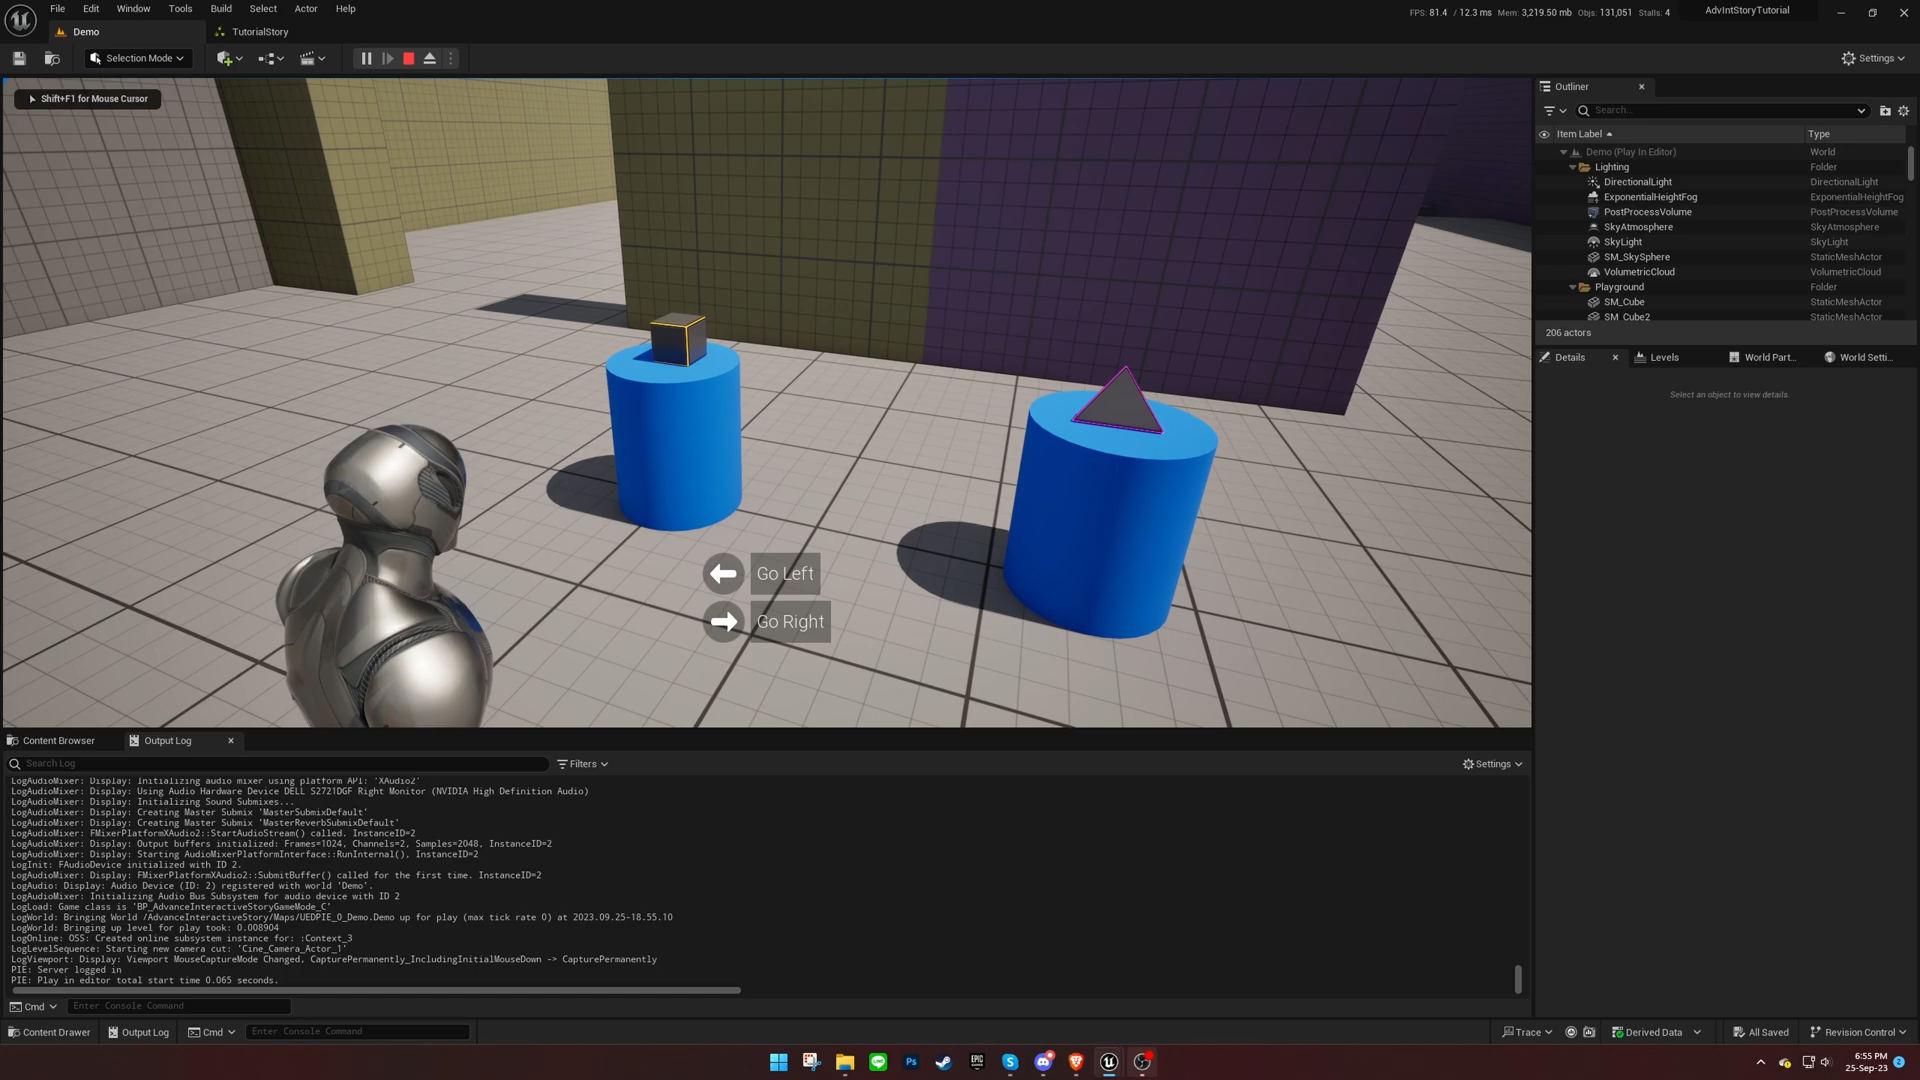 File Edit Window Tools Build Select Actor Help
FPS: 81.4 / 12.3 ms Mem: 3,219.50 mb Objs: 131,051 Stalls: 4
AdvIntStoryTutorial
Demo
TutorialStory
Selection Mode
Settings
Shift+F1 for Mouse Cursor
Go Left
Go Right
Outliner
Search...
Item Label Type
Demo (Play In Editor) World
Lighting Folder
DirectionalLight DirectionalLight
ExponentialHeightFog ExponentialHeightFog
PostProcessVolume PostProcessVolume
SkyAtmosphere SkyAtmosphere
SkyLight SkyLight
SM_SkySphere StaticMeshActor
VolumetricCloud VolumetricCloud
Playground Folder
SM_Cube StaticMeshActor
SM_Cube2 StaticMeshActor
206 actors
Details Levels World Part... World Setti...
Select an object to view details.
Content Browser Output Log
Search Log Filters Settings
LogAudioMixer: Display: Initializing audio mixer using platform API: 'XAudio2'
LogAudioMixer: Display: Using Audio Hardware Device DELL S2721DGF Right Monitor (NVIDIA High Definition Audio)
LogAudioMixer: Display: Initializing Sound Submixes...
LogAudioMixer: Display: Creating Master Submix 'MasterSubmixDefault'
LogAudioMixer: Display: Creating Master Submix 'MasterReverbSubmixDefault'
LogAudioMixer: FMixerPlatformXAudio2::StartAudioStream() called. InstanceID=2
LogAudioMixer: Display: Output buffers initialized: Frames=1024, Channels=2, Samples=2048, InstanceID=2
LogAudioMixer: Display: Starting AudioMixerPlatformInterface::RunInternal(), InstanceID=2
LogInit: FAudioDevice initialized with ID 2.
LogAudioMixer: Display: FMixerPlatformXAudio2::SubmitBuffer() called for the first time. InstanceID=2
LogAudio: Display: Audio Device (ID: 2) registered with world 'Demo'.
LogAudioMixer: Initializing Audio Bus Subsystem for audio device with ID 2
LogLoad: Game class is 'BP_AdvanceInteractiveStoryGameMode_C'
LogWorld: Bringing World /AdvanceInteractiveStory/Maps/UEDPIE_0_Demo.Demo up for play (max tick rate 0) at 2023.09.25-18.55.10
LogWorld: Bringing up level for play took: 0.008904
LogOnline: OSS: Created online subsystem instance for: :Context_3
LogLevelSequence: Starting new camera cut: 'Cine_Camera_Actor_1'
LogViewport: Display: Viewport MouseCaptureMode Changed, CapturePermanently_IncludingInitialMouseDown -> CapturePermanently
PIE: Server logged in
PIE: Play in editor total start time 0.065 seconds.
Cmd Enter Console Command
Content Drawer Output Log Cmd Enter Console Command
Trace Derived Data All Saved Revision Control
Ps
EPIC GAMES
6:55 PM
25-Sep-23
2